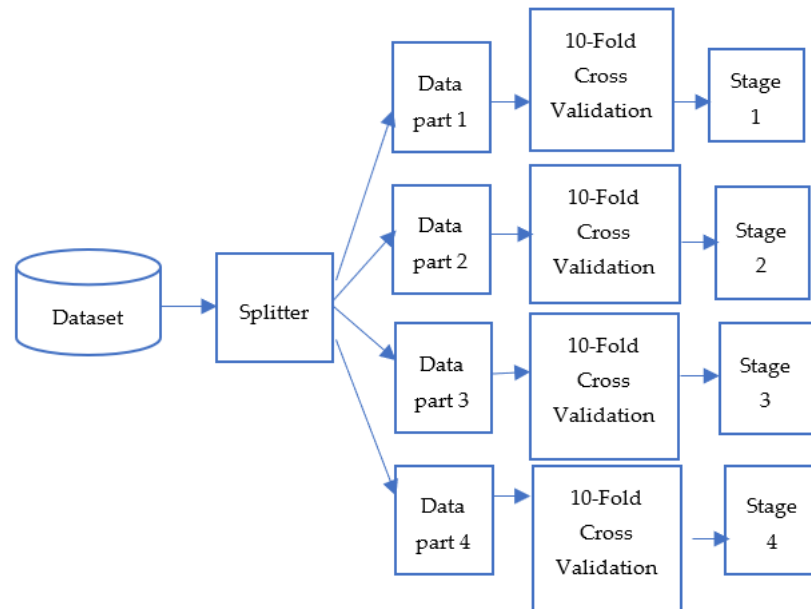 Dataset
Splitter
Data
part 1
10-Fold
Cross
Validation
Stage
1
Data
part 2
10-Fold
Cross
Validation
Stage
2
Data
part 3
10-Fold
Cross
Validation
Stage
3
Data
part 4
10-Fold
Cross
Validation
Stage
4